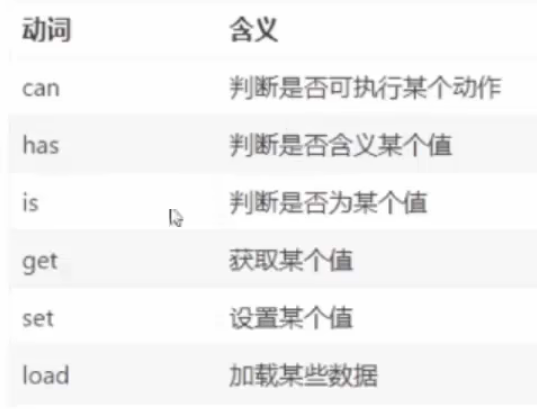 动词 含义
can 判断是否可执行某个动作
has 判断是否含义某个值
is 判断是否为某个值
get 获取某个值
set 设置某个值
load 加载某些数据